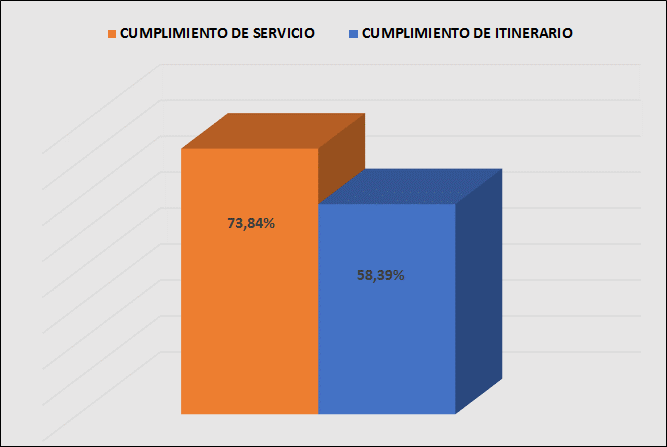 CUMPLIMIENTO DE SERVICIO CUMPLIMIENTO DE ITINERARIO
73,84%
58,39%